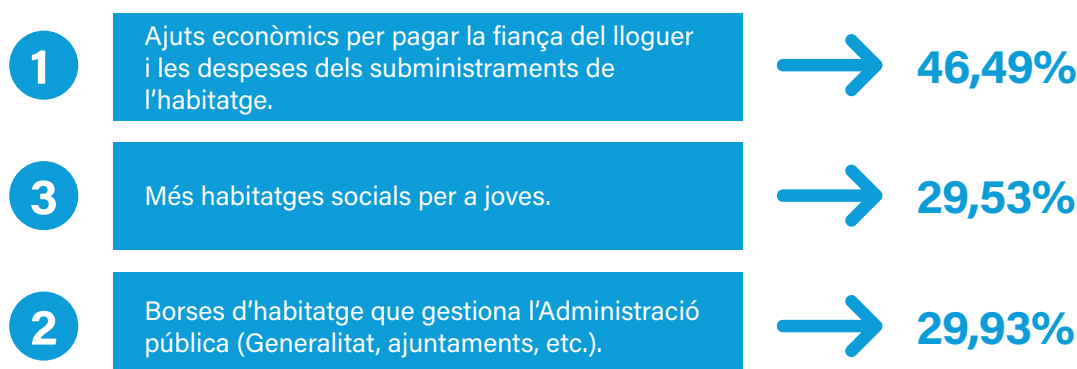 1
Ajuts econòmics per pagar la fiança del lloguer
i les despeses dels subministraments de
l'habitatge.
46,49%
3
Més habitatges socials per a joves.
29,53%
2
Borses d'habitatge que gestiona l'Administració
pública (Generalitat, ajuntaments, etc.).
29,93%